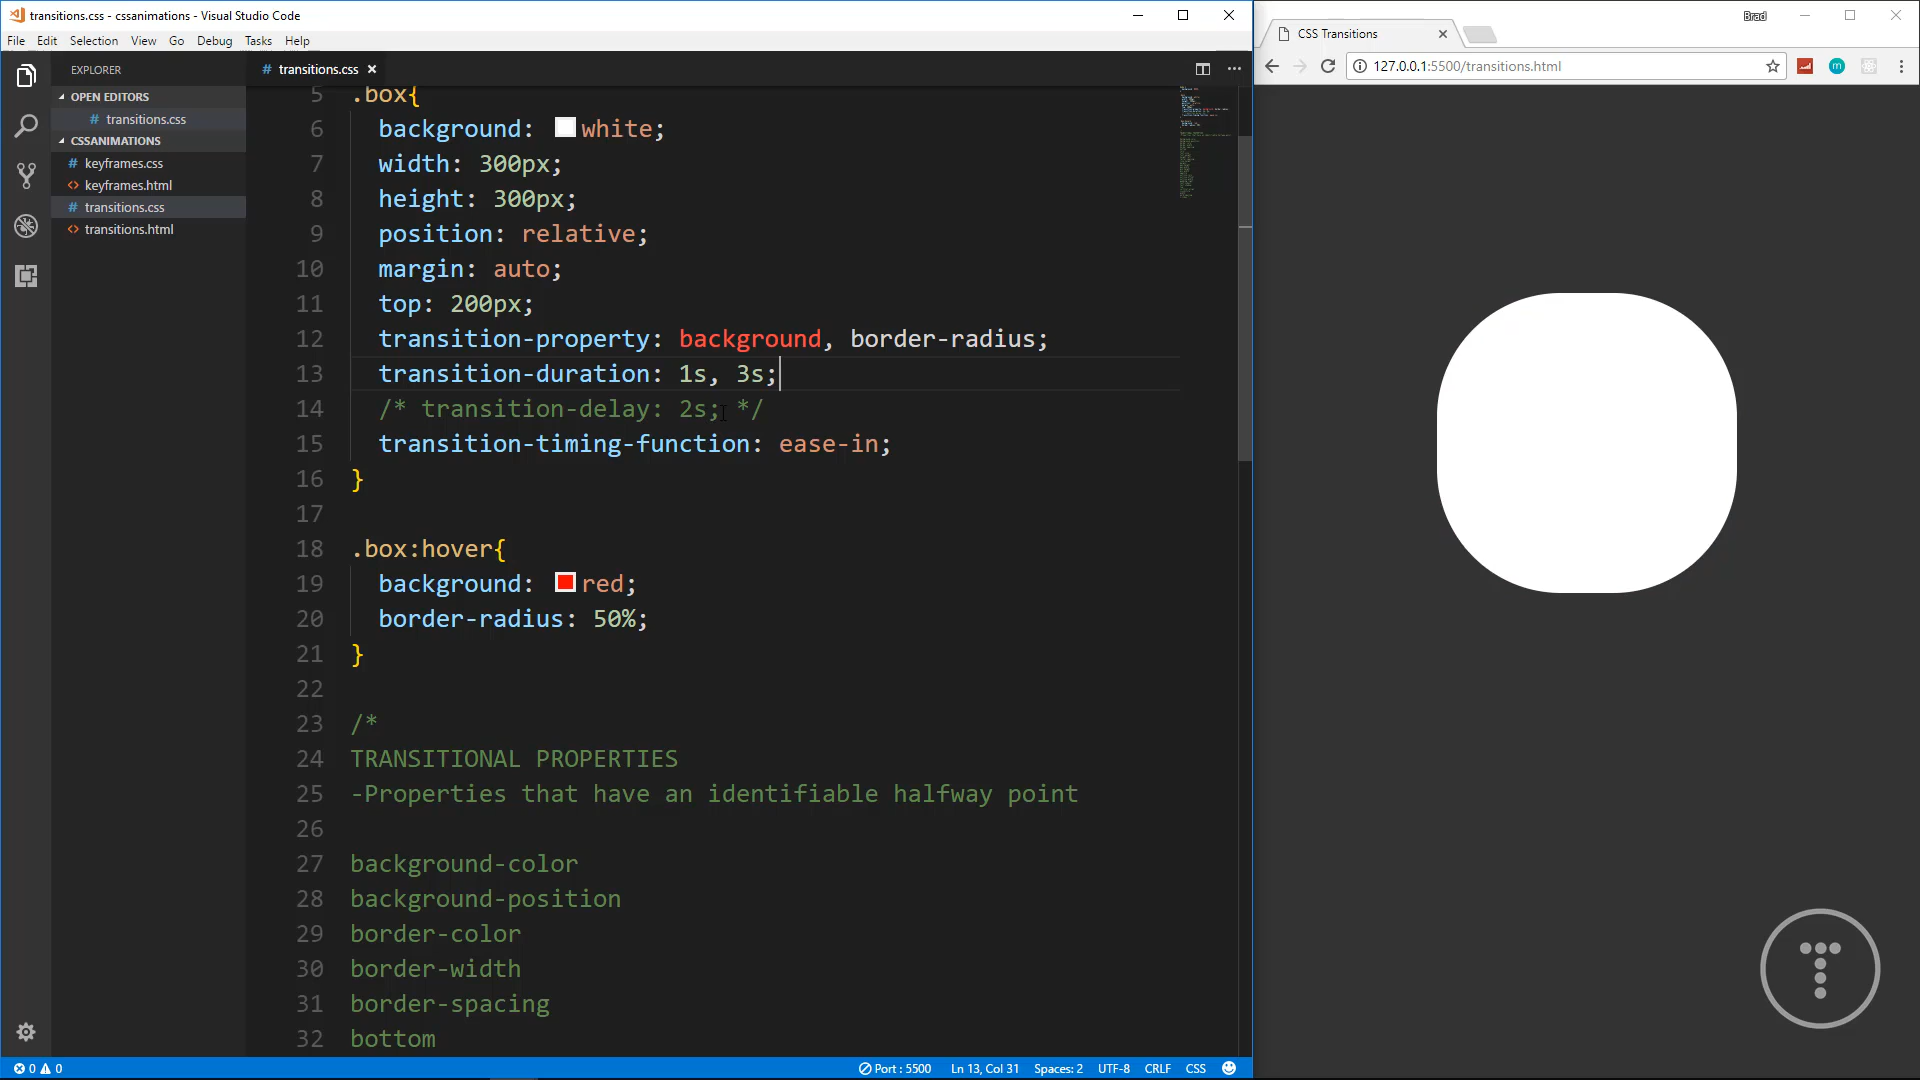 transitions.css - cssanimations - Visual Studio Code
File Edit Selection View Go Debug Tasks Help
EXPLORER
OPEN EDITORS
# transitions.css
CSSANIMATIONS
# keyframes.css
<> keyframes.html
# transitions.css
<> transitions.html
# transitions.css ×
5 .box{
6 background: white;
7 width: 300px;
8 height: 300px;
9 position: relative;
10 margin: auto;
11 top: 200px;
12 transition-property: background, border-radius;
13 transition-duration: 1s, 3s;
14 /* transition-delay: 2s; */
15 transition-timing-function: ease-in;
16 }
17
18 .box:hover{
19 background: red;
20 border-radius: 50%;
21 }
22
23 /*
24 TRANSITIONAL PROPERTIES
25 -Properties that have an identifiable halfway point
26
27 background-color
28 background-position
29 border-color
30 border-width
31 border-spacing
32 bottom
0 0
Port : 5500 Ln 13, Col 31 Spaces: 2 UTF-8 CRLF CSS
CSS Transitions
Brad
127.0.0.1:5500/transitions.html
m
T